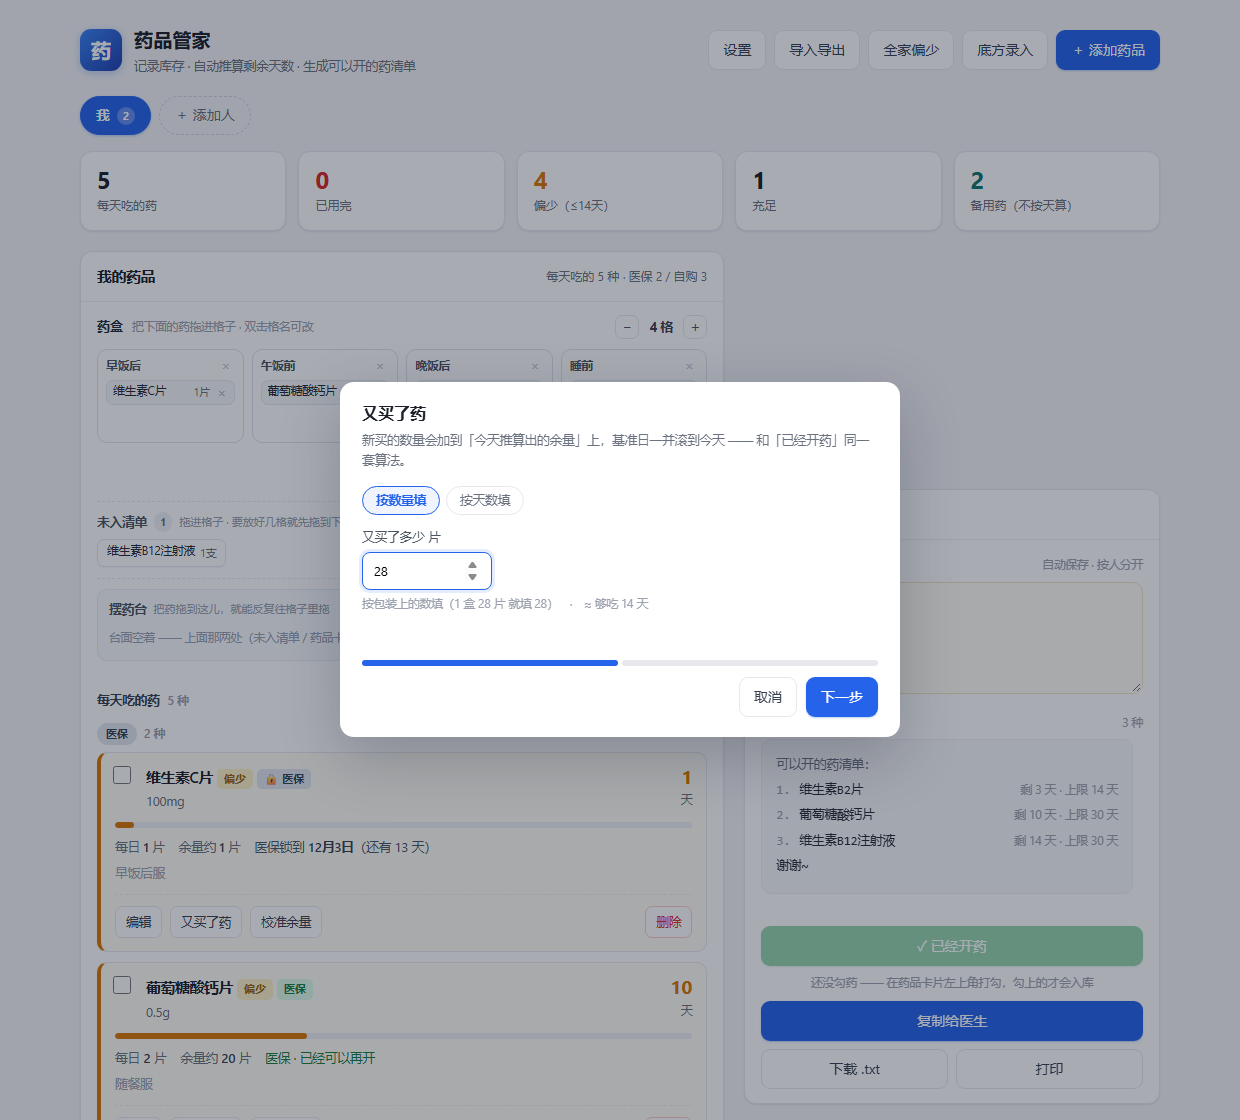 药
药品管家
记录库存 · 自动推算剩余天数 · 生成可以开的药清单
设置
导入导出
全家偏少
底方录入
+ 添加药品
我 2
+ 添加人
5
每天吃的药
0
已用完
4
偏少（≤14天）
1
充足
2
备用药（不按天算）
我的药品
每天吃的 5 种 · 医保 2 / 自购 3
药盒 把下面的药拖进格子 · 双击格名可改
− 4 格 +
早饭后 ×
维生素C片 1片 ×
午饭前 ×
葡萄糖酸钙片
晚饭后 ×
睡前 ×
未入清单 1 拖进格子 · 要放好几格就先拖到下
维生素B12注射液 1支
摆药台 把药拖到这儿，就能反复往格子里拖
台面空着 —— 上面那两处（未入清单 / 药品卡
每天吃的药 5 种
医保 2 种
维生素C片 偏少 🔒 医保
100mg
1
天
每日 1 片 余量约 1 片 医保锁到 12月3日（还有 13 天）
早饭后服
编辑
又买了药
校准余量
删除
葡萄糖酸钙片 偏少 医保
0.5g
10
天
每日 2 片 余量约 20 片 医保 · 已经可以再开
随餐服
又买了药
新买的数量会加到「今天推算出的余量」上，基准日一并滚到今天 —— 和「已经开药」同一
套算法。
按数量填
按天数填
又买了多少 片
28
按包装上的数填（1 盒 28 片 就填 28） · ≈ 够吃 14 天
取消
下一步
自动保存 · 按人分开
3 种
可以开的药清单：
1. 维生素B2片 剩 3 天 · 上限 14 天
2. 葡萄糖酸钙片 剩 10 天 · 上限 30 天
3. 维生素B12注射液 剩 14 天 · 上限 30 天
谢谢~
✓ 已经开药
还没勾药 —— 在药品卡片左上角打勾，勾上的才会入库
复制给医生
下载 .txt
打印